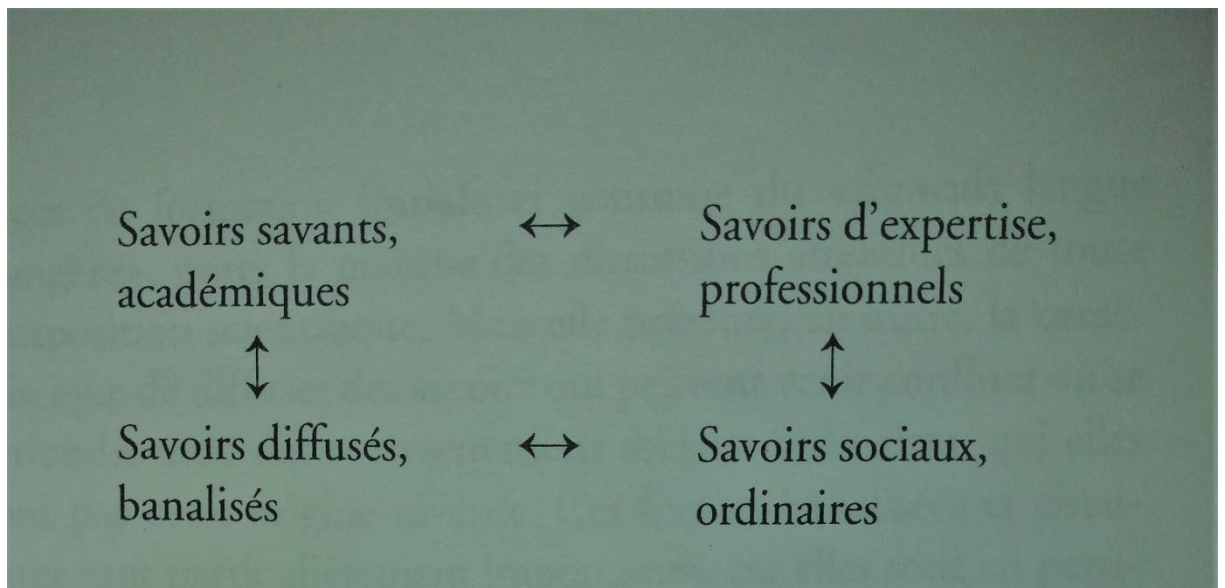 Savoirs savants, ↔ Savoirs d'expertise,
académiques professionnels
↕ ↕
Savoirs diffusés, ↔ Savoirs sociaux,
banalisés ordinaires